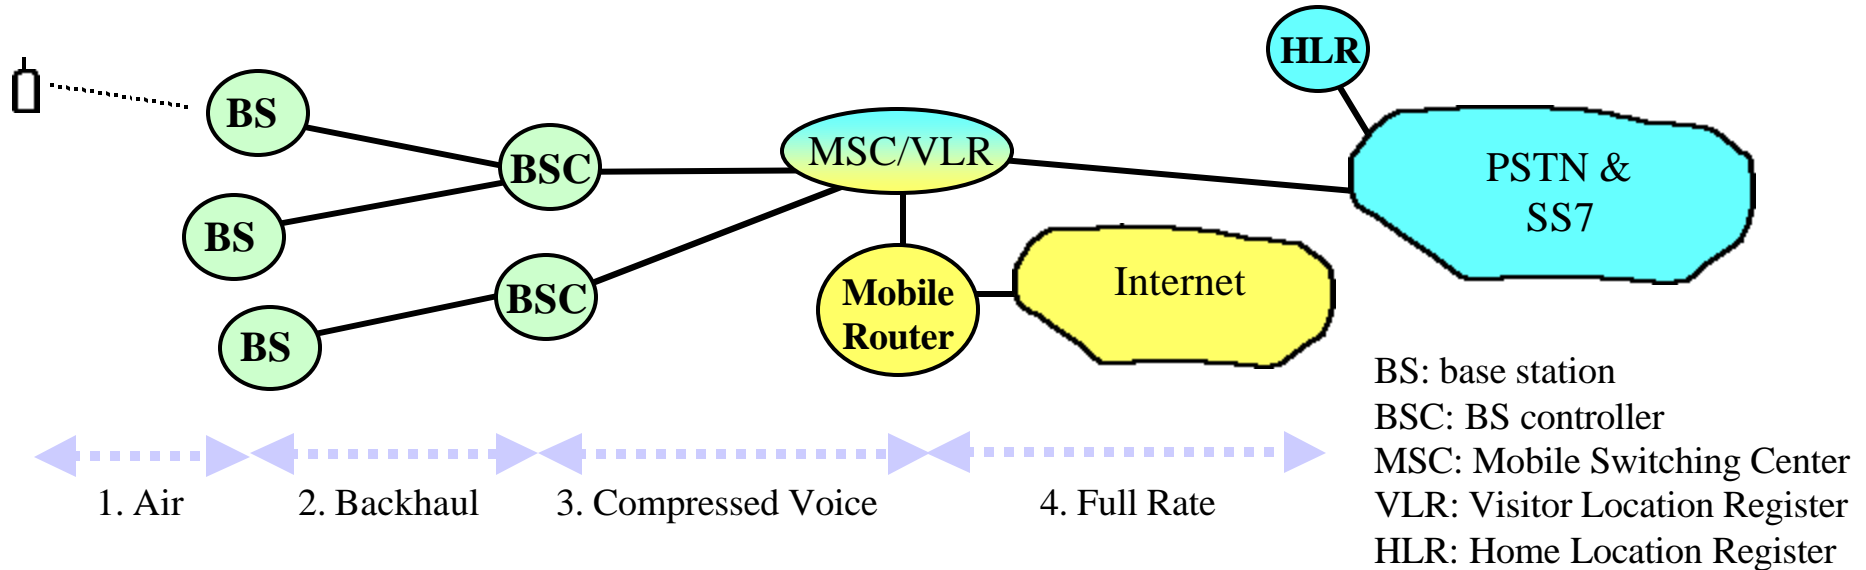 HLR
BS
BSC
MSC/VLR
PSTN &
SS7
BS
Internet
BSC
Mobile
Router
BS
BS: base station
BSC: BS controller
MSC: Mobile Switching Center
VLR: Visitor Location Register
HLR: Home Location Register
1. Air
2. Backhaul
3. Compressed Voice
4. Full Rate